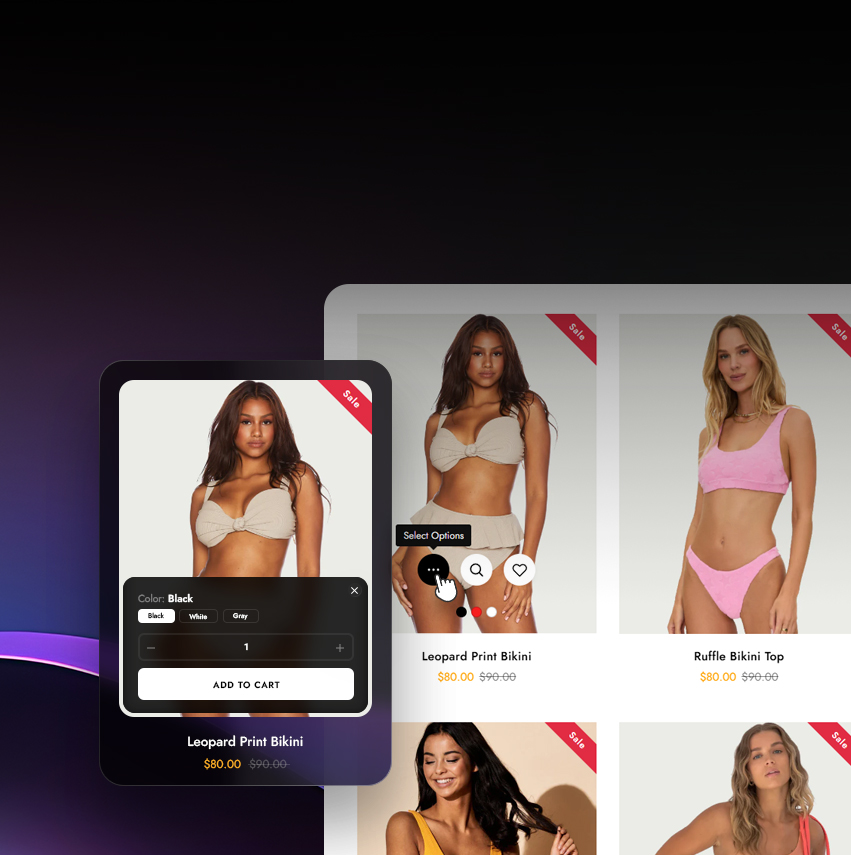 Sale
Sale
Sale
Select Options
Color: Black
Black White Gray
1
ADD TO CART
Leopard Print Bikini
$80.00 $90.00
Leopard Print Bikini
$80.00 $90.00
Ruffle Bikini Top
$80.00 $90.00
Sale
Sale